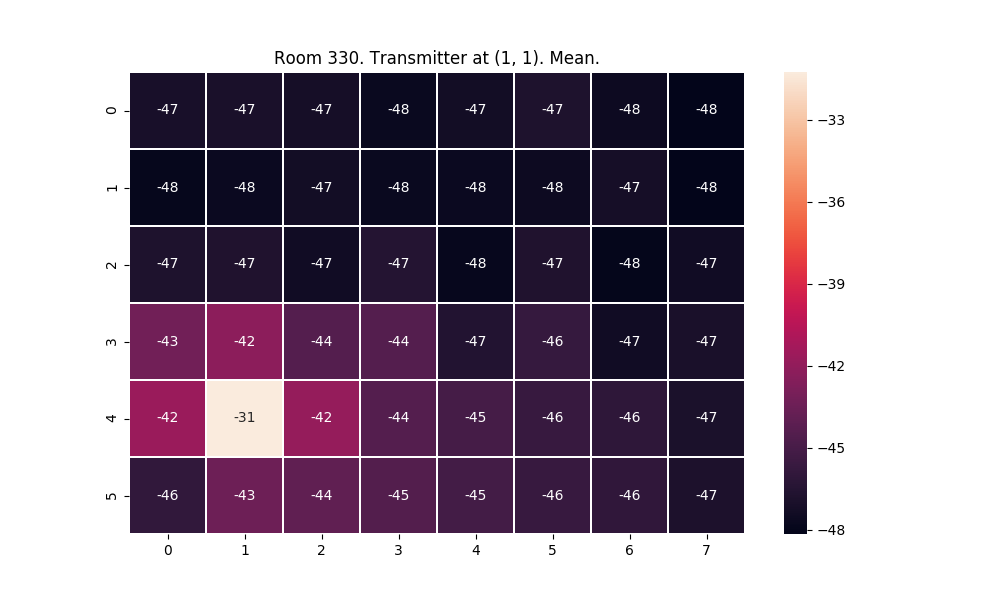 Room 330. Transmitter at (1, 1). Mean.
0 -47 -47 -47 -48 -47 -47 -48 -48
1 -48 -48 -47 -48 -48 -48 -47 -48
2 -47 -47 -47 -47 -48 -47 -48 -47
3 -43 -42 -44 -44 -47 -46 -47 -47
4 -42 -31 -42 -44 -45 -46 -46 -47
5 -46 -43 -44 -45 -45 -46 -46 -47
0 1 2 3 4 5 6 7
−33
−36
−39
−42
−45
−48